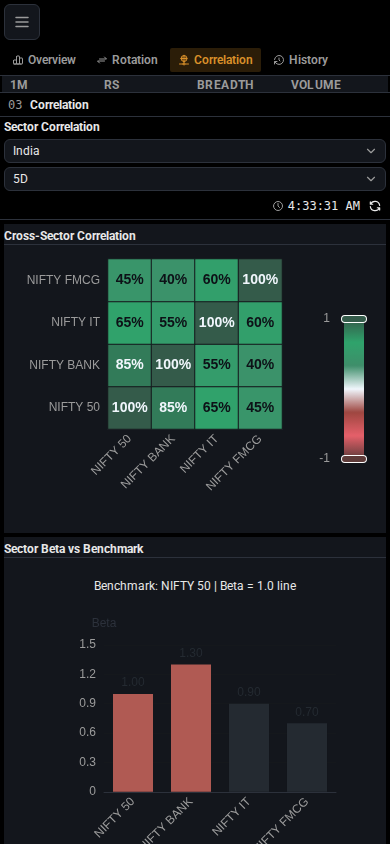 Overview Rotation Correlation History
1M RS BREADTH VOLUME
03 Correlation
Sector Correlation
India
5D
4:33:31 AM
Cross-Sector Correlation
NIFTY FMCG 45% 40% 60% 100%
NIFTY IT 65% 55% 100% 60%
NIFTY BANK 85% 100% 55% 40%
NIFTY 50 100% 85% 65% 45%
NIFTY 50 NIFTY BANK NIFTY IT NIFTY FMCG
1
-1
Sector Beta vs Benchmark
Benchmark: NIFTY 50 | Beta = 1.0 line
Beta
1.5
1.2
0.9
0.6
0.3
0
1.00 1.30 0.90 0.70
NIFTY 50 NIFTY BANK NIFTY IT NIFTY FMCG